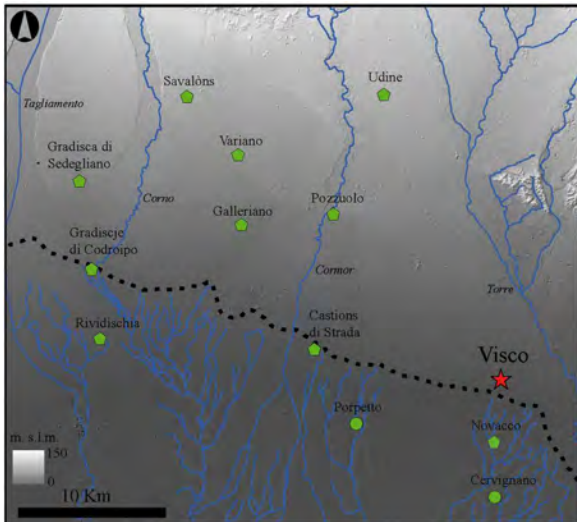 Savalòns
Udine
Tagliamento
Gradisca di
Sedegliano
Variano
Corno
Galleriano
Pozzuolo
Gradiscje
di Codroipo
Cormor
Torre
Rividischia
Castions
di Strada
Visco
Porpetto
Novacco
m. s.l.m.
150
0
Cervignano
10 Km